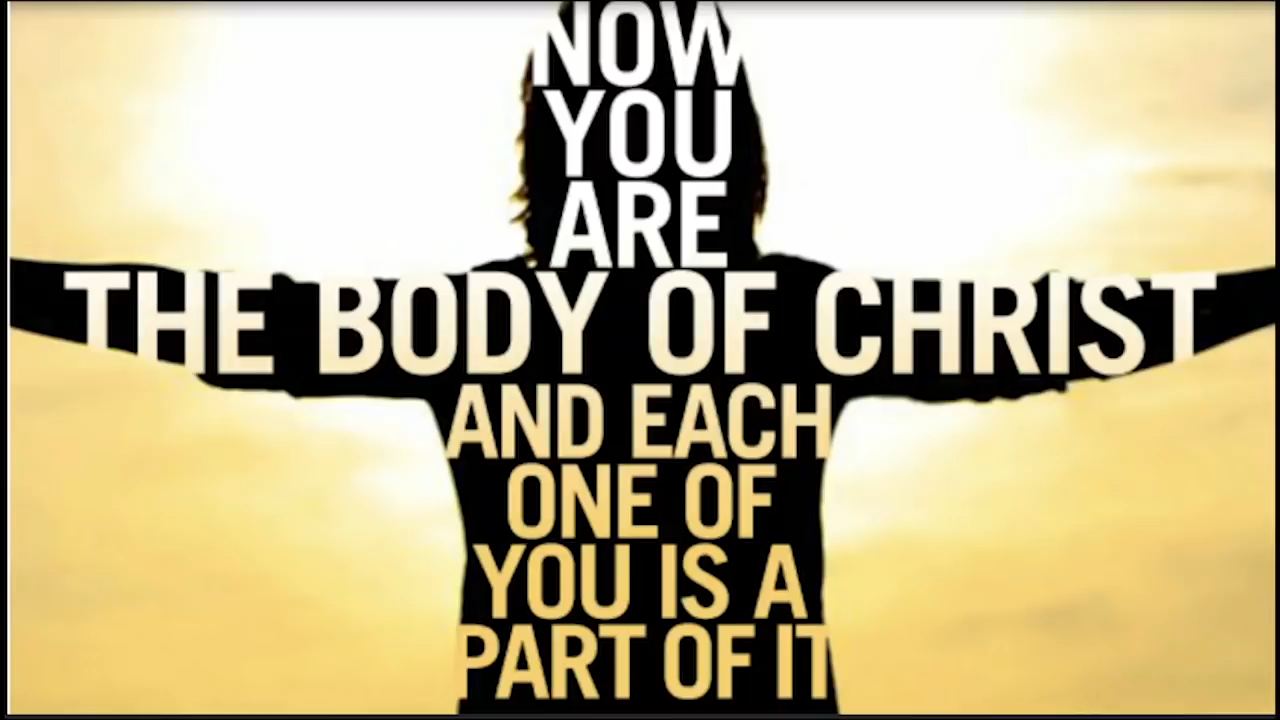 NOW
YOU
ARE
THE BODY OF CHRIST
AND EACH
ONE OF
YOU IS A
PART OF IT